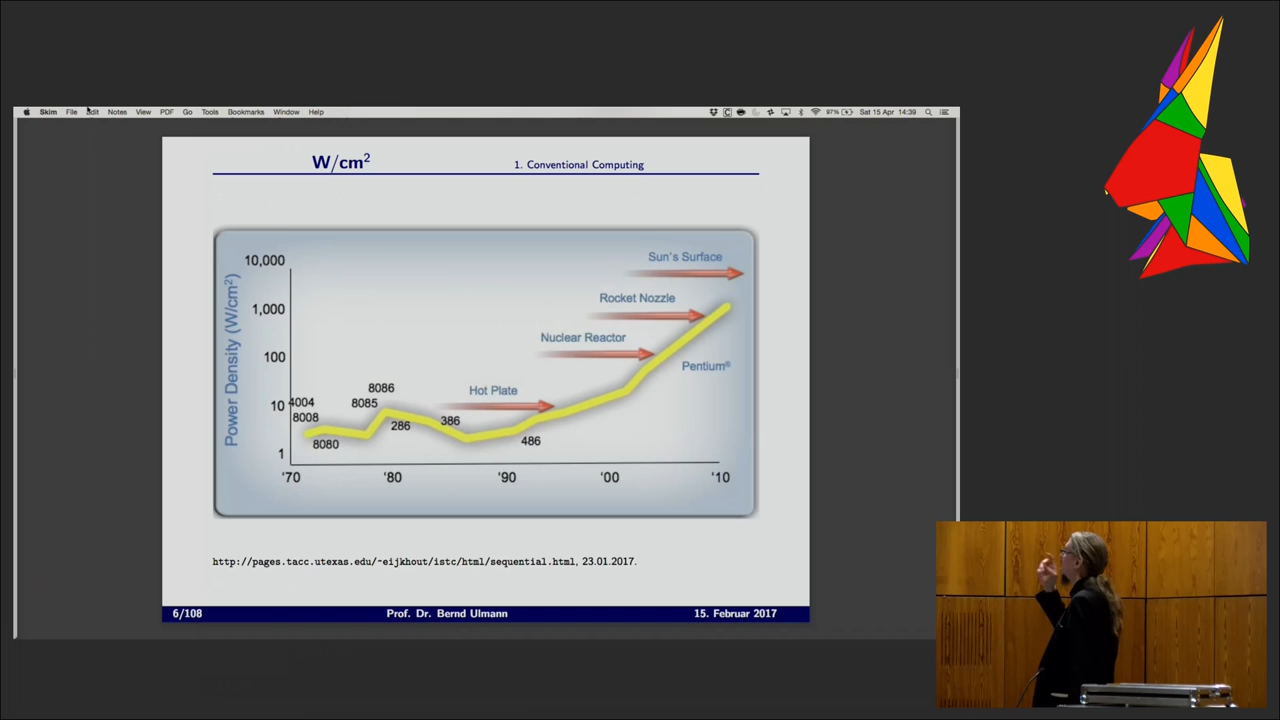 Skim File Edit Notes View PDF Go Tools Bookmarks Window Help 97% Sat 15 Apr 14:39
W/cm²
1. Conventional Computing
Power Density (W/cm²)
10,000
1,000
100
10
1
Sun's Surface
Rocket Nozzle
Nuclear Reactor
Pentium®
Hot Plate
4004
8008
8080
8085
8086
286
386
486
'70 '80 '90 '00 '10
http://pages.tacc.utexas.edu/~eijkhout/istc/html/sequential.html, 23.01.2017.
6/108 Prof. Dr. Bernd Ulmann 15. Februar 2017